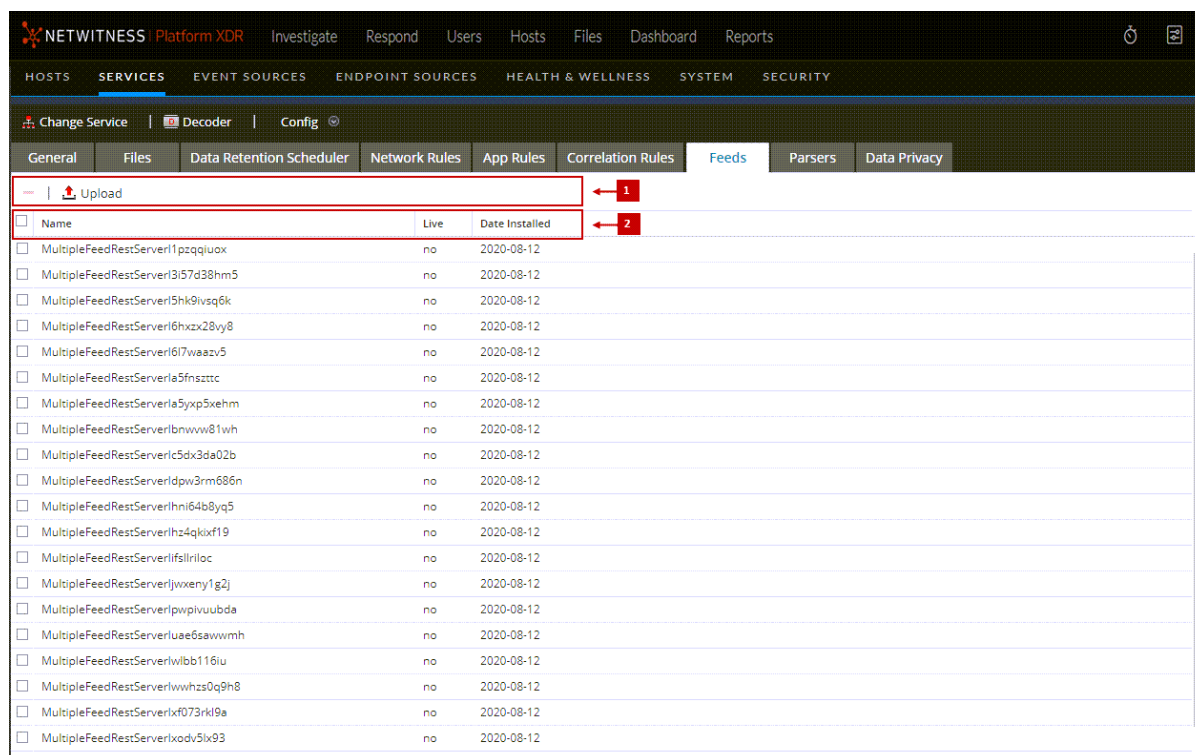 NETWITNESS Platform XDR Investigate Respond Users Hosts Files Dashboard Reports
HOSTS SERVICES EVENT SOURCES ENDPOINT SOURCES HEALTH & WELLNESS SYSTEM SECURITY
Change Service | Decoder | Config
General Files Data Retention Scheduler Network Rules App Rules Correlation Rules Feeds Parsers Data Privacy
| Upload 1
Name Live Date Installed 2
MultipleFeedRestServerl1pzqqiuox no 2020-08-12
MultipleFeedRestServerl3i57d38hm5 no 2020-08-12
MultipleFeedRestServerl5hk9ivsq6k no 2020-08-12
MultipleFeedRestServerl6hxzx28vy8 no 2020-08-12
MultipleFeedRestServerl6l7waazv5 no 2020-08-12
MultipleFeedRestServerla5fnszttc no 2020-08-12
MultipleFeedRestServerla5yxp5xehm no 2020-08-12
MultipleFeedRestServerlbnwvw81wh no 2020-08-12
MultipleFeedRestServerlc5dx3da02b no 2020-08-12
MultipleFeedRestServerldpw3rm686n no 2020-08-12
MultipleFeedRestServerlhni64b8yq5 no 2020-08-12
MultipleFeedRestServerlhz4qkixf19 no 2020-08-12
MultipleFeedRestServerlifsllriloc no 2020-08-12
MultipleFeedRestServerljwxeny1g2j no 2020-08-12
MultipleFeedRestServerlpwpivuubda no 2020-08-12
MultipleFeedRestServerluae6sawwmh no 2020-08-12
MultipleFeedRestServerlwlbb116iu no 2020-08-12
MultipleFeedRestServerlwwhzs0q9h8 no 2020-08-12
MultipleFeedRestServerlxf073rkl9a no 2020-08-12
MultipleFeedRestServerlxodv5lx93 no 2020-08-12